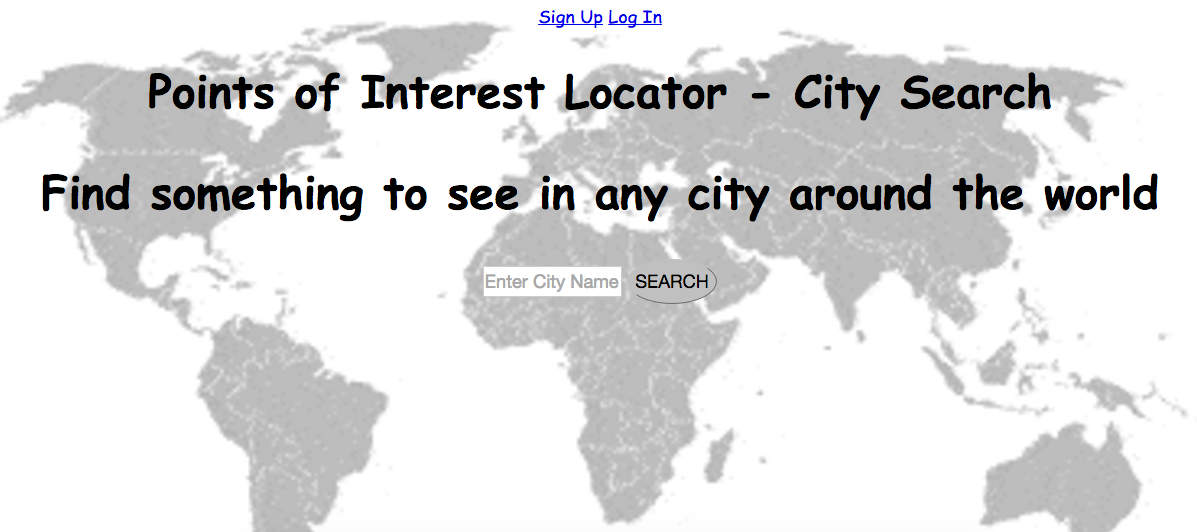 Sign Up Log In
Points of Interest Locator - City Search
Find something to see in any city around the world
Enter City Name SEARCH